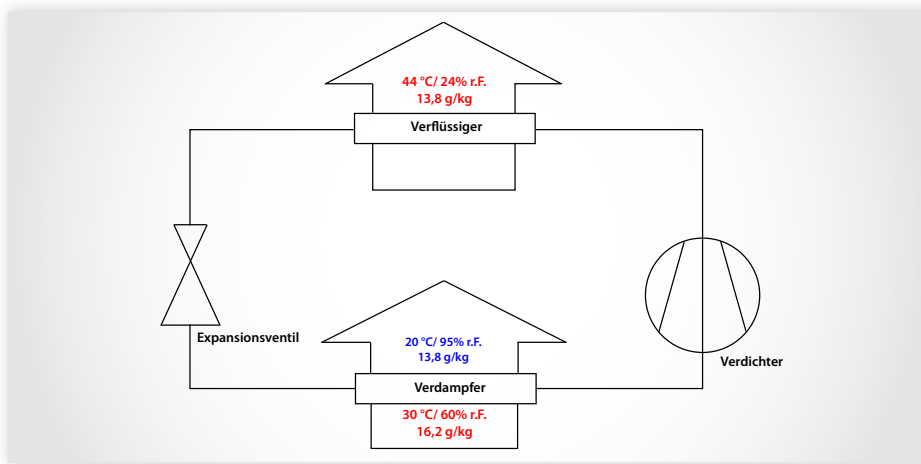 44 °C/ 24% r.F.
13,8 g/kg
Verflüssiger
Expansionsventil
20 °C/ 95% r.F.
13,8 g/kg
Verdampfer
Verdichter
30 °C/ 60% r.F.
16,2 g/kg